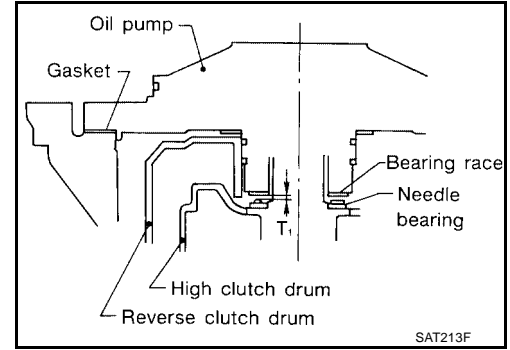 Oil pump
Gasket
Bearing race
Needle
bearing
T1
High clutch drum
Reverse clutch drum
SAT213F